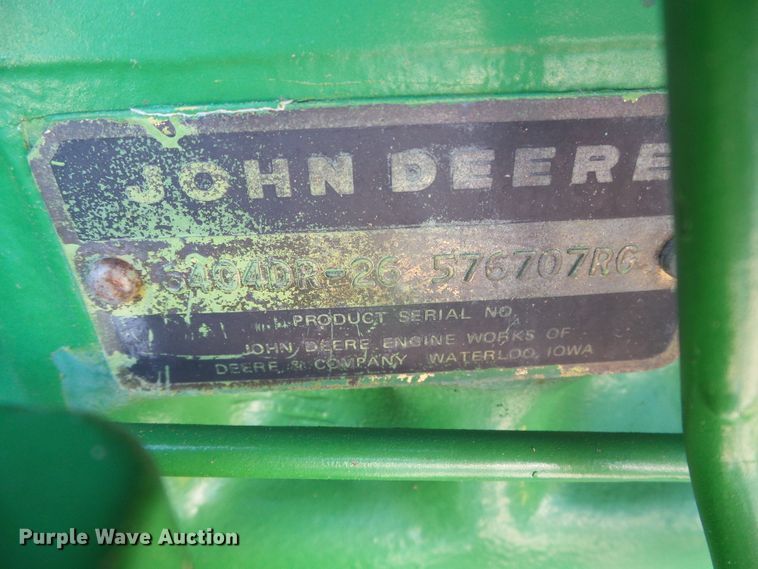 JOHN DEERE
5404DR-26 576707RG
PRODUCT SERIAL NO.
JOHN DEERE ENGINE WORKS OF
DEERE & COMPANY WATERLOO, IOWA
Purple Wave Auction